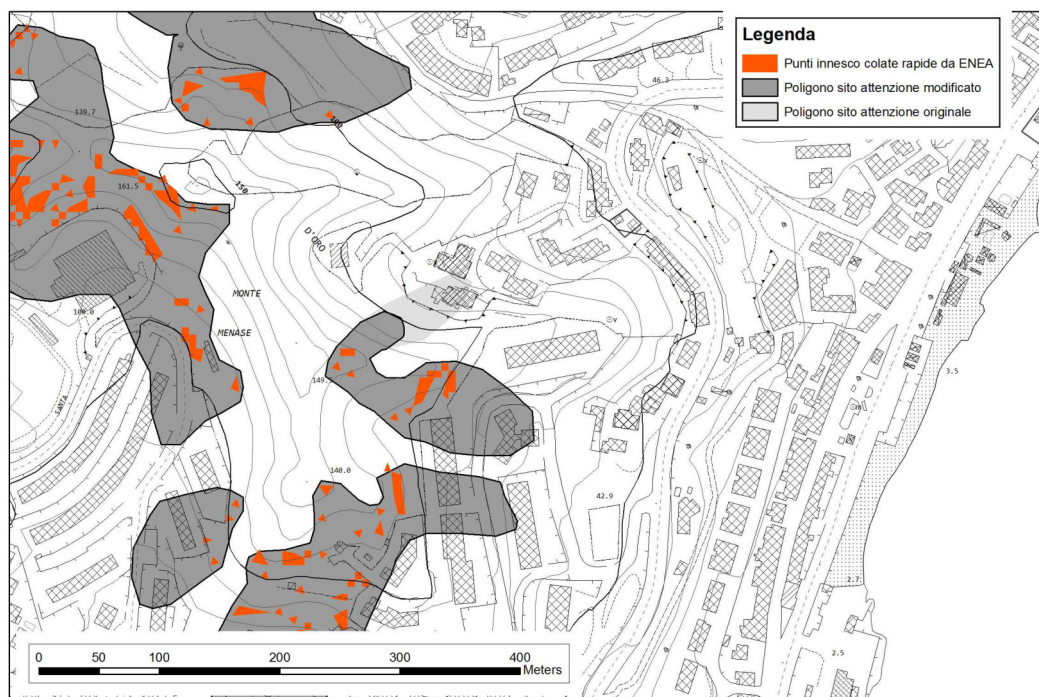 Legenda
Punti innesco colate rapide da ENEA
Poligono sito attenzione modificato
Poligono sito attenzione originale
46.3
139.7
100
161.5
150
D'ORO
MONTE
MENASE
100.0
SANTA
149.5
3.5
140.0
42.9
2.7
2.5
0 50 100 200 300 400
Meters